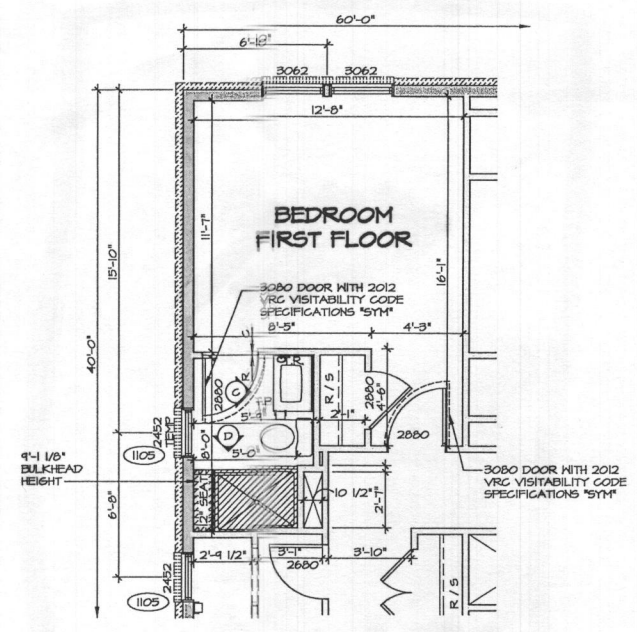 60'-0"
6'-10"
3062 3062
12'-8"
BEDROOM
FIRST FLOOR
11'-7"
15'-10"
16'-1"
40'-0"
3080 DOOR WITH 2012
VRC VISITABILITY CODE
SPECIFICATIONS "SYM"
8'-5"
4'-3"
R / S
2880
4'-6"
2880
C
2'-1"
2880
D
8'-0"
5'-0"
2452
TEMP
1105
9'-1 1/8"
BULKHEAD
HEIGHT
6'-8"
12" SEAT
10 1/2"
2'-7"
3080 DOOR WITH 2012
VRC VISITABILITY CODE
SPECIFICATIONS "SYM"
2'-9 1/2"
3'-1"
3'-10"
2680
2452
1105
R / S